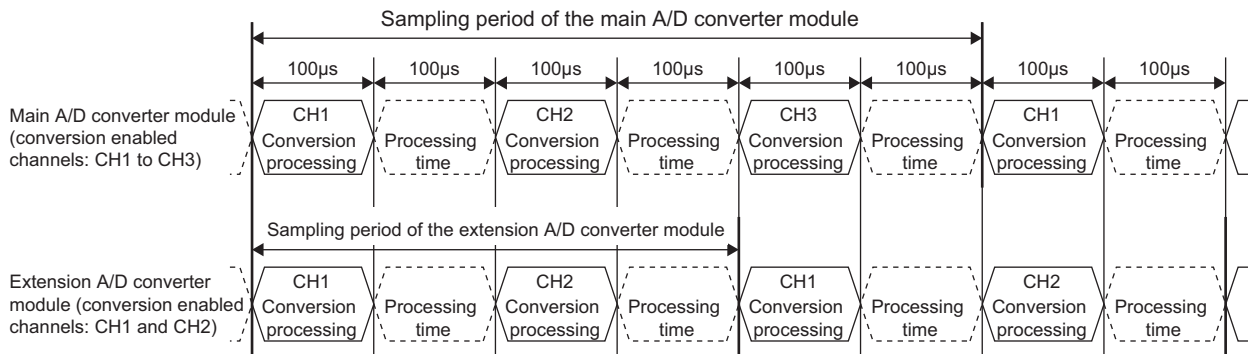 Sampling period of the main A/D converter module
100μs 100μs 100μs 100μs 100μs 100μs 100μs 100μs
Main A/D converter module
(conversion enabled
channels: CH1 to CH3)
CH1
Conversion
processing
Processing
time
CH2
Conversion
processing
Processing
time
CH3
Conversion
processing
Processing
time
CH1
Conversion
processing
Processing
time
Sampling period of the extension A/D converter module
Extension A/D converter
module (conversion enabled
channels: CH1 and CH2)
CH1
Conversion
processing
Processing
time
CH2
Conversion
processing
Processing
time
CH1
Conversion
processing
Processing
time
CH2
Conversion
processing
Processing
time